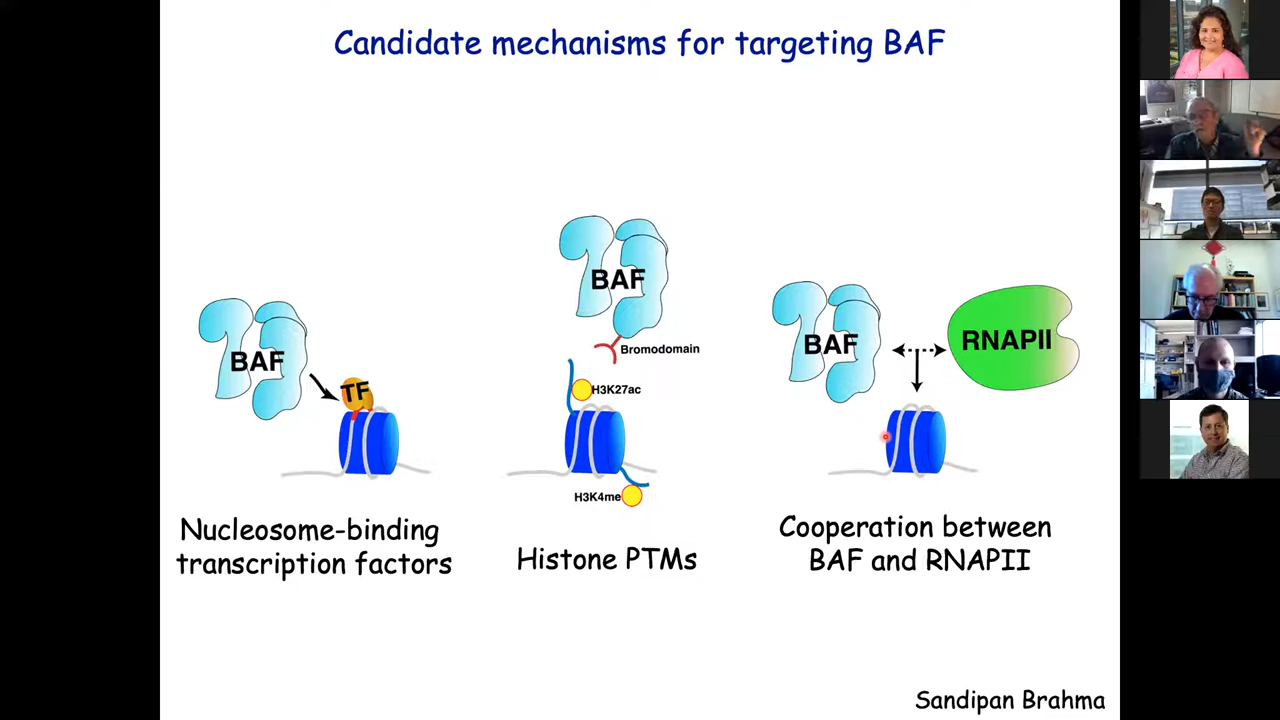 Candidate mechanisms for targeting BAF
BAF
TF
Nucleosome-binding
transcription factors
BAF
Bromodomain
H3K27ac
H3K4me
Histone PTMs
BAF
RNAPII
Cooperation between
BAF and RNAPII
Sandipan Brahma